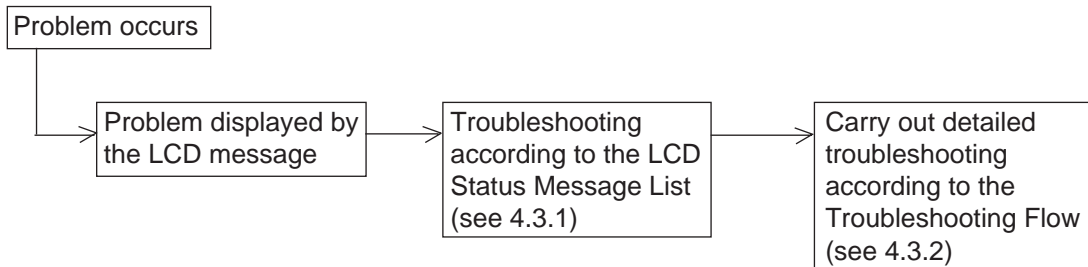 Problem occurs
Problem displayed by
the LCD message
Troubleshooting
according to the LCD
Status Message List
(see 4.3.1)
Carry out detailed
troubleshooting
according to the
Troubleshooting Flow
(see 4.3.2)